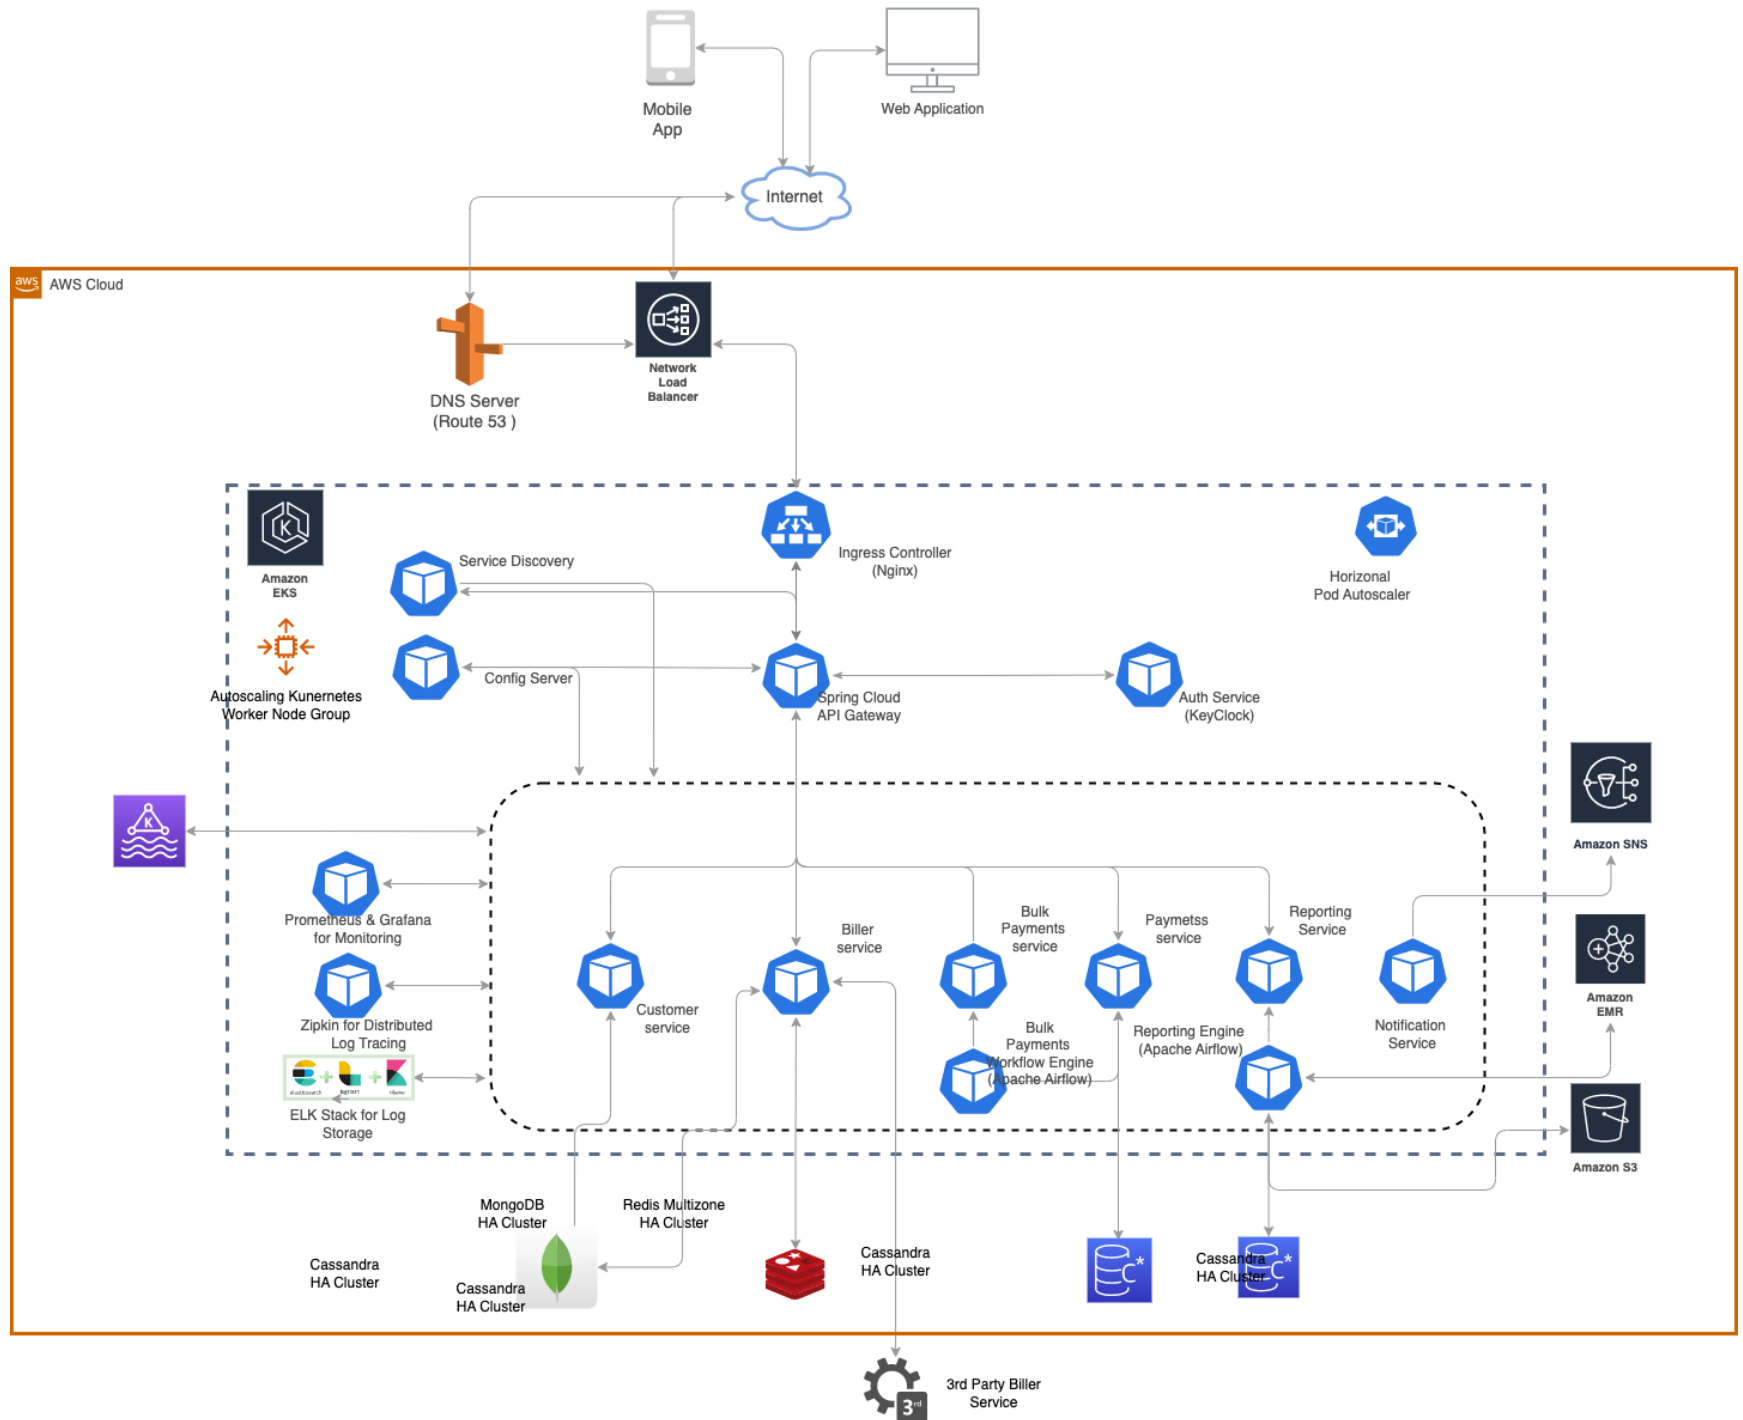 Mobile
App
Web Application
Internet
aws
AWS Cloud
Network
Load
Balancer
DNS Server
(Route 53 )
Amazon
EKS
Service Discovery
Ingress Controller
(Nginx)
Horizonal
Pod Autoscaler
Config Server
Autoscaling Kunernetes
Worker Node Group
Spring Cloud
API Gateway
Auth Service
(KeyClock)
K
Amazon SNS
Prometheus & Grafana
for Monitoring
Biller
service
Bulk
Payments
service
Paymetss
service
Reporting
Service
Amazon
EMR
Customer
service
Zipkin for Distributed
Log Tracing
Bulk
Payments
Workflow Engine
(Apache Airflow)
Reporting Engine
(Apache Airflow)
Notification
Service
ELK Stack for Log
Storage
Amazon S3
MongoDB
HA Cluster
Redis Multizone
HA Cluster
Cassandra
HA Cluster
Cassandra
HA Cluster
Cassandra
HA Cluster
C*
Cassandra
HA Cluster
C*
3rd
3rd Party Biller
Service